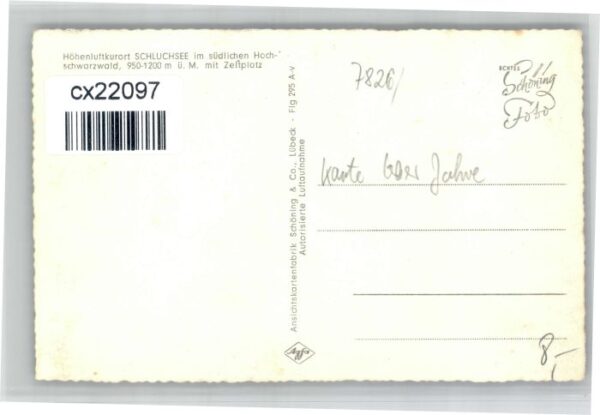 Höhenluftkurort SCHLUCHSEE im südlichen Hoch-
schwarzwald, 950-1200 m ü. M. mit Zeltplatz
cx22097
7826/
ECHTES
Schöning
Foto
Karte 60er Jahre
Ansichtskartenfabrik Schöning & Co., Lübeck - Flg 295 A.v.
Autorisierte Luftaufnahme
Agfa
8,-